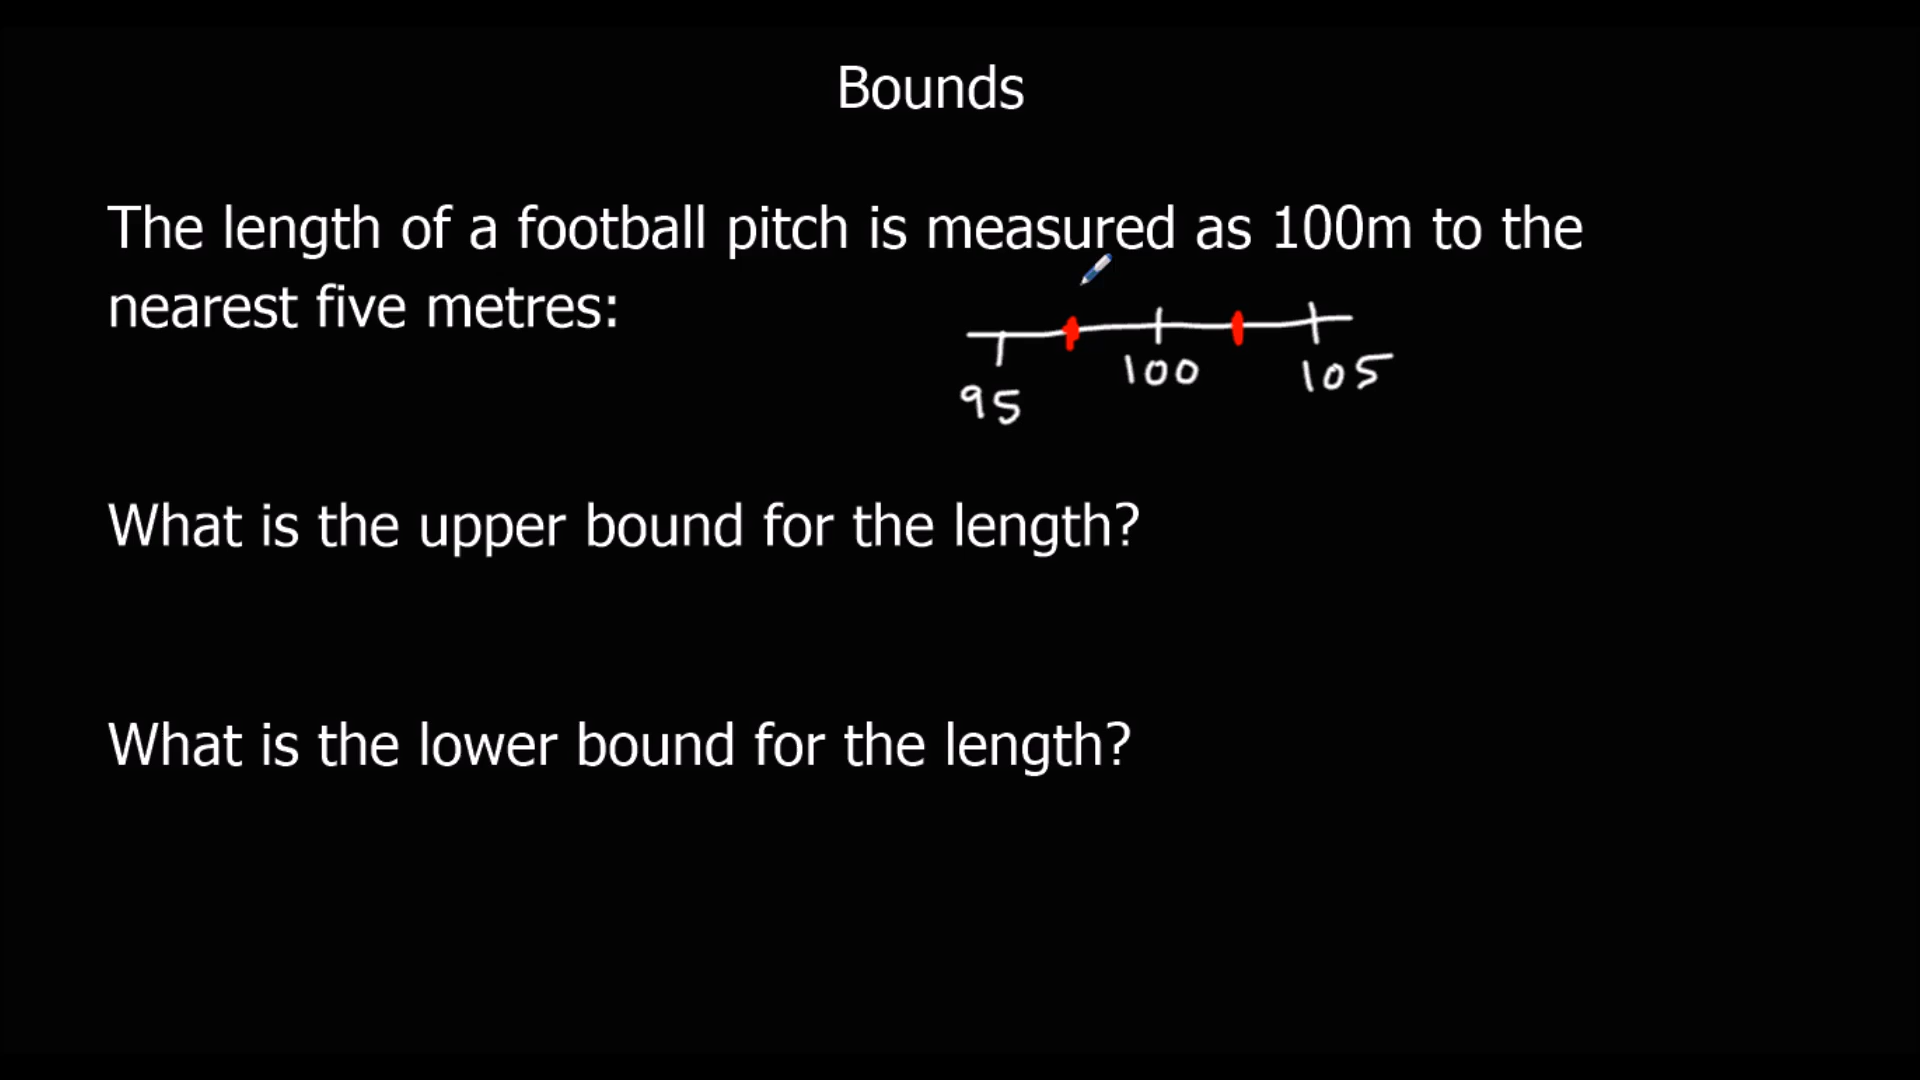 Bounds
The length of a football pitch is measured as 100m to the
nearest five metres:
95 100 105
What is the upper bound for the length?
What is the lower bound for the length?